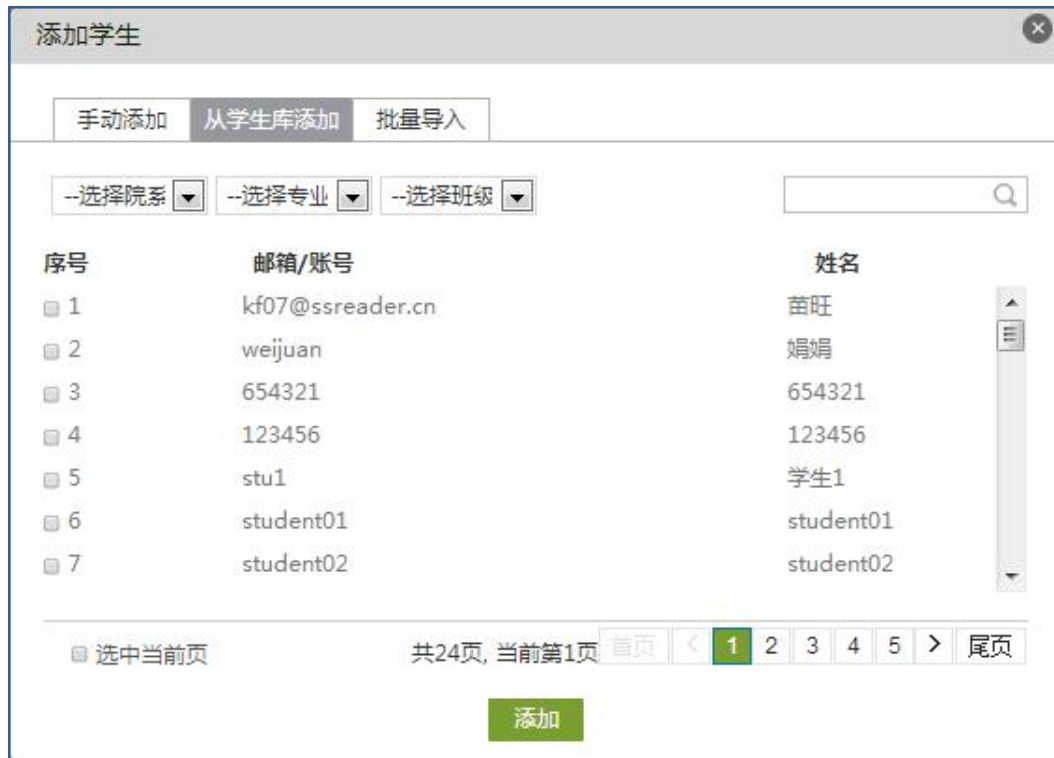 添加学生
手动添加 从学生库添加 批量导入
--选择院系 --选择专业 --选择班级
序号 邮箱/账号 姓名
1 kf07@ssreader.cn 苗旺
2 weijuan 娟娟
3 654321 654321
4 123456 123456
5 stu1 学生1
6 student01 student01
7 student02 student02
选中当前页 共24页, 当前第1页 首页 < 1 2 3 4 5 > 尾页
添加